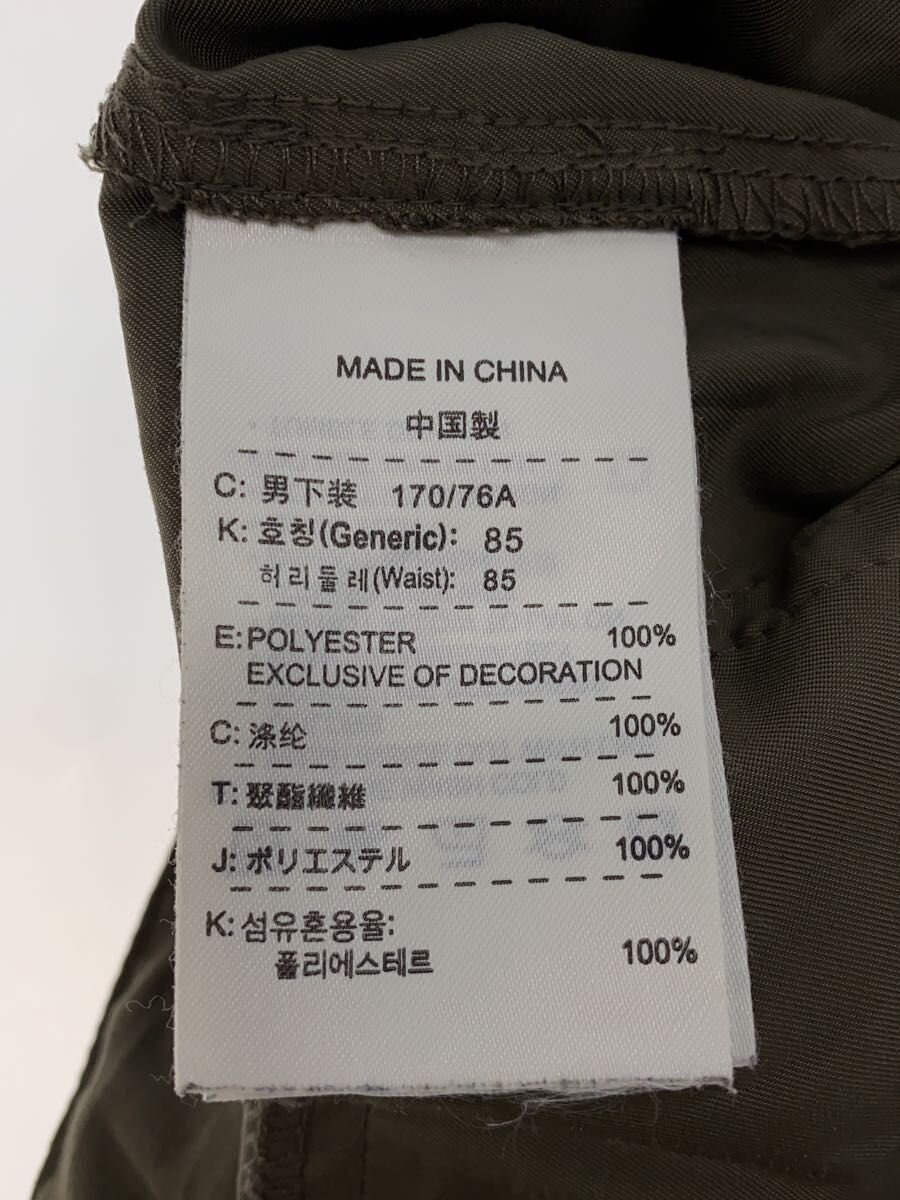 MADE IN CHINA
中国製
C: 男下装 170/76A
K: 호칭(Generic): 85
허리둘레(Waist): 85
E: POLYESTER 100%
EXCLUSIVE OF DECORATION
C: 涤纶 100%
T: 聚酯纖維 100%
J: ポリエステル 100%
K: 섬유혼용율:
폴리에스테르 100%